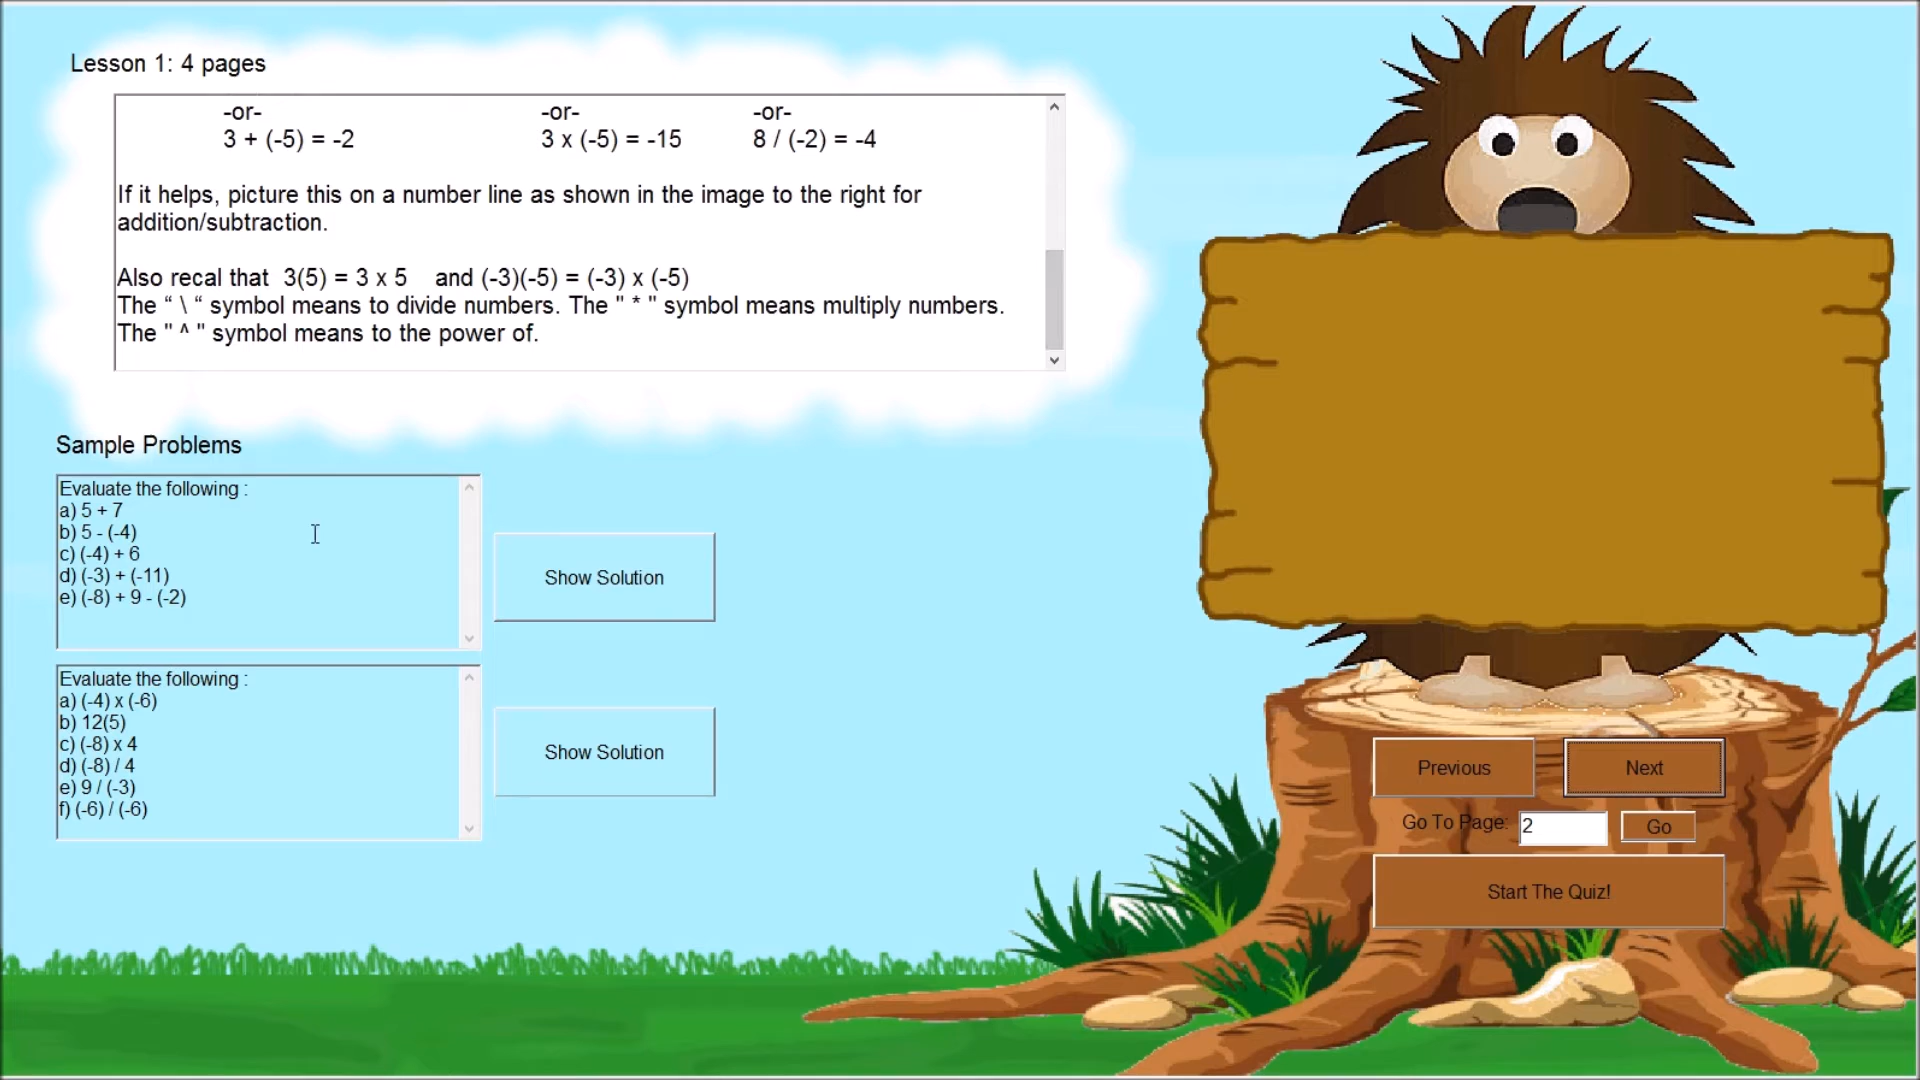 Lesson 1: 4 pages
-or- -or- -or-
3 + (-5) = -2 3 x (-5) = -15 8 / (-2) = -4
If it helps, picture this on a number line as shown in the image to the right for
addition/subtraction.
Also recal that 3(5) = 3 x 5 and (-3)(-5) = (-3) x (-5)
The “ \ “ symbol means to divide numbers. The " * " symbol means multiply numbers.
The " ^ " symbol means to the power of.
Sample Problems
Evaluate the following :
a) 5 + 7
b) 5 - (-4)
c) (-4) + 6
d) (-3) + (-11)
e) (-8) + 9 - (-2)
Show Solution
Evaluate the following :
a) (-4) x (-6)
b) 12(5)
c) (-8) x 4
d) (-8) / 4
e) 9 / (-3)
f) (-6) / (-6)
Show Solution
Previous Next
Go To Page: 2 Go
Start The Quiz!